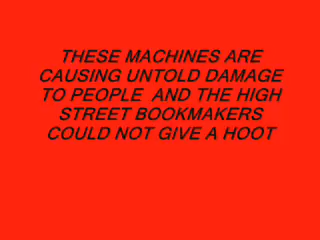 THESE MACHINES ARE
CAUSING UNTOLD DAMAGE
TO PEOPLE  AND THE HIGH
STREET BOOKMAKERS
COULD NOT GIVE A HOOT